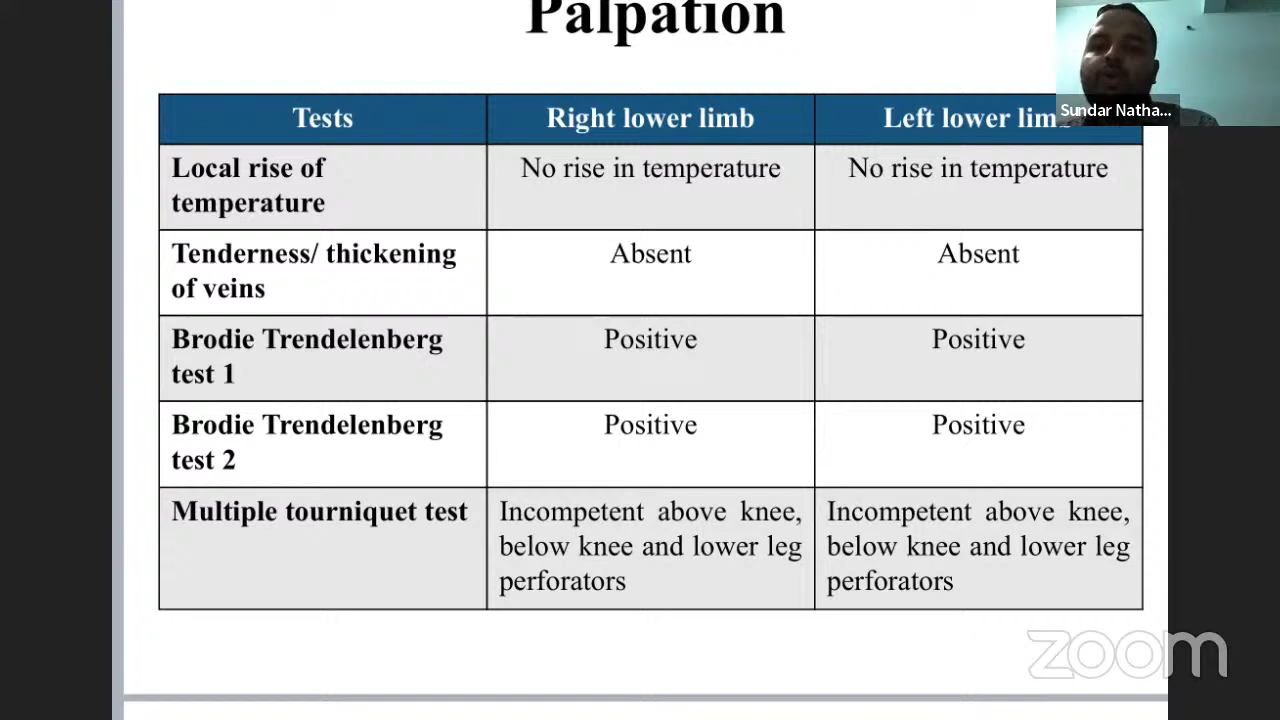 Palpation
Sundar Natha...
Tests Right lower limb Left lower lim
Local rise of No rise in temperature No rise in temperature
temperature
Tenderness/ thickening Absent Absent
of veins
Brodie Trendelenberg Positive Positive
test 1
Brodie Trendelenberg Positive Positive
test 2
Multiple tourniquet test Incompetent above knee, Incompetent above knee,
below knee and lower leg below knee and lower leg
perforators perforators
zoom